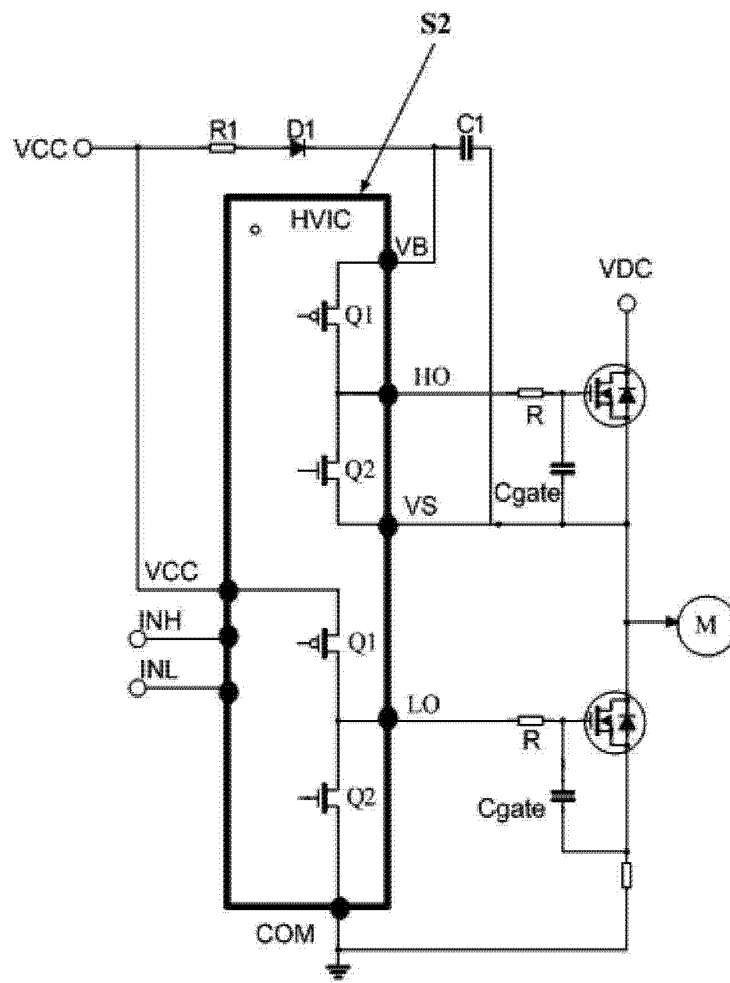 S2
R1
D1
C1
VCC
HVIC
VB
VDC
Q1
HO
R
Q2
Cgate
VS
VCC
INH
Q1
M
INL
LO
R
Q2
Cgate
COM